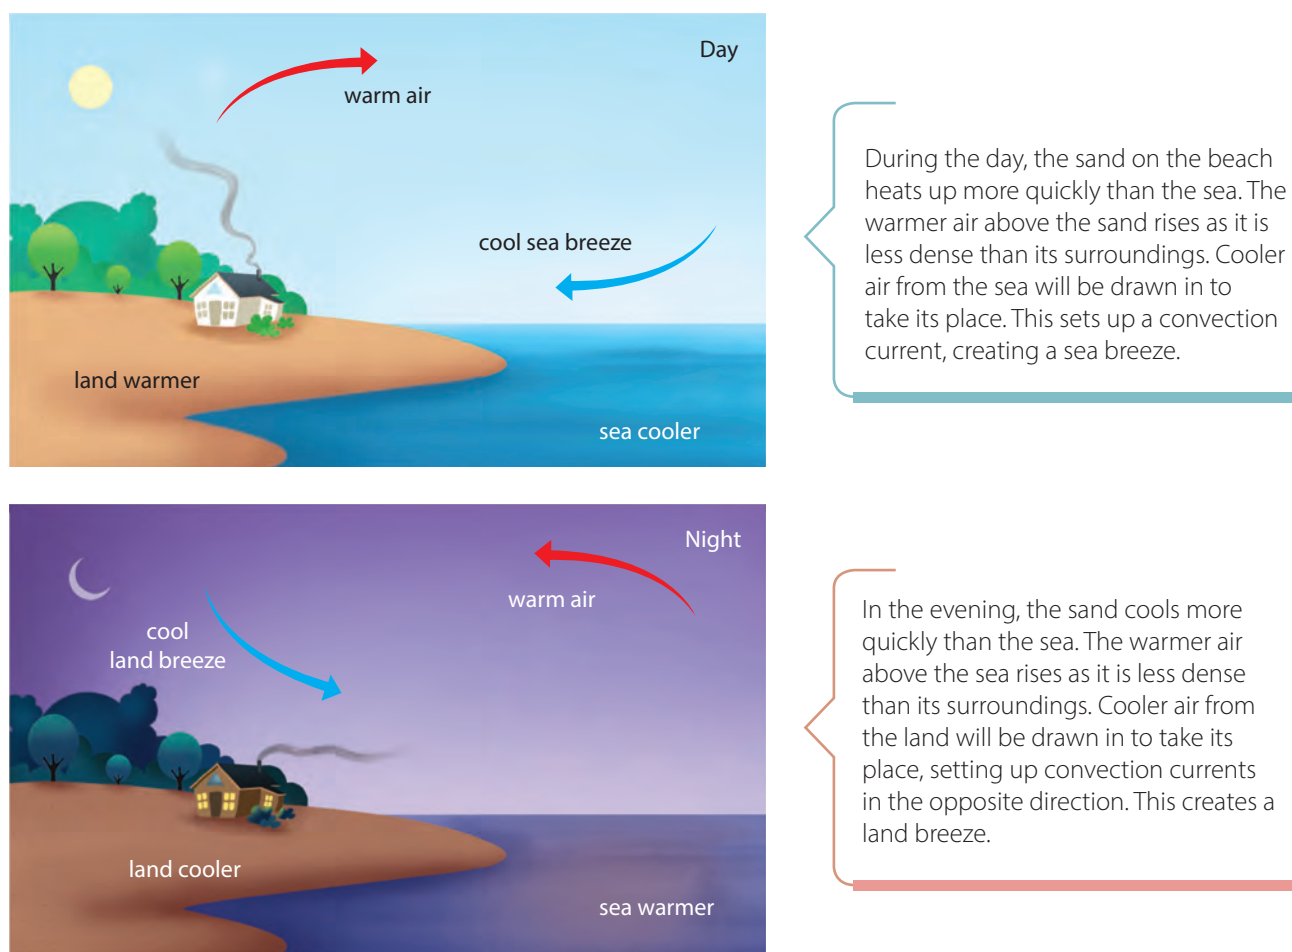 Day
warm air
cool sea breeze
land warmer
sea cooler
During the day, the sand on the beach
heats up more quickly than the sea. The
warmer air above the sand rises as it is
less dense than its surroundings. Cooler
air from the sea will be drawn in to
take its place. This sets up a convection
current, creating a sea breeze.
Night
warm air
cool
land breeze
land cooler
sea warmer
In the evening, the sand cools more
quickly than the sea. The warmer air
above the sea rises as it is less dense
than its surroundings. Cooler air from
the land will be drawn in to take its
place, setting up convection currents
in the opposite direction. This creates a
land breeze.